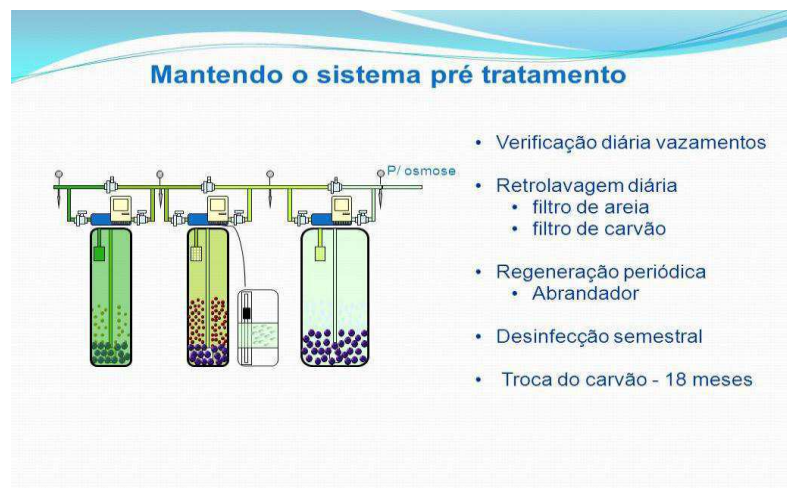 Mantendo o sistema pré tratamento
P/ osmose
• Verificação diária vazamentos
• Retrolavagem diária
• filtro de areia
• filtro de carvão
• Regeneração periódica
• Abrandador
• Desinfecção semestral
• Troca do carvão - 18 meses